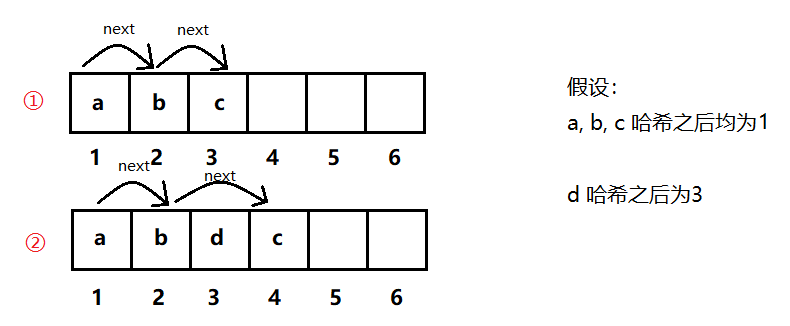 next next
① a b c
1 2 3 4 5 6
next next
② a b d c
1 2 3 4 5 6
假设：
a, b, c 哈希之后均为1
d 哈希之后为3